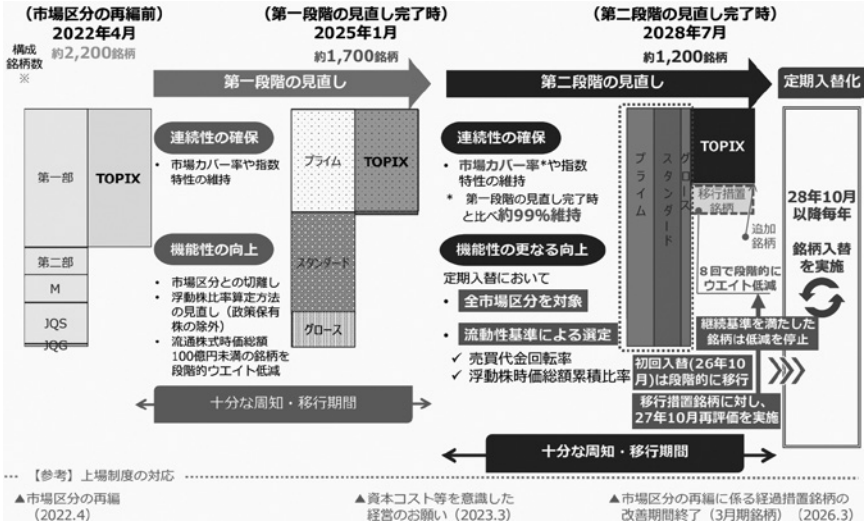 (市場区分の再編前)
2022年4月
構成
銘柄数
※
約2,200銘柄
(第一段階の見直し完了時)
2025年1月
約1,700銘柄
(第二段階の見直し完了時)
2028年7月
約1,200銘柄
第一段階の見直し
第二段階の見直し
定期入替化
第一部
TOPIX
第二部
M
JQS
JQG
連続性の確保
• 市場カバー率や指数
特性の維持
機能性の向上
• 市場区分との切離し
• 浮動株比率算定方法
の見直し(政策保有
株の除外)
• 流通株式時価総額
100億円未満の銘柄を
段階的ウエイト低減
プライム
TOPIX
スタンダード
グロース
十分な周知・移行期間
連続性の確保
• 市場カバー率*や指数
特性の維持
* 第一段階の見直し完了時
と比べ約99%維持
機能性の更なる向上
定期入替において
• 全市場区分を対象
• 流動性基準による選定
✓ 売買代金回転率
✓ 浮動株時価総額累積比率
プライム
スタンダード
グロース
TOPIX
移行措置
銘柄
追加
銘柄
8回で段階的に
ウエイト低減
継続基準を満たした
銘柄は低減を停止
初回入替(26年10
月)は段階的に移行
移行措置銘柄に対し、
27年10月再評価を実施
28年10月
以降毎年
銘柄入替
を実施
十分な周知・移行期間
【参考】上場制度の対応
▲市場区分の再編
(2022.4)
▲資本コスト等を意識した
経営のお願い(2023.3)
▲市場区分の再編に係る経過措置銘柄の
改善期間終了(3月期銘柄)(2026.3)